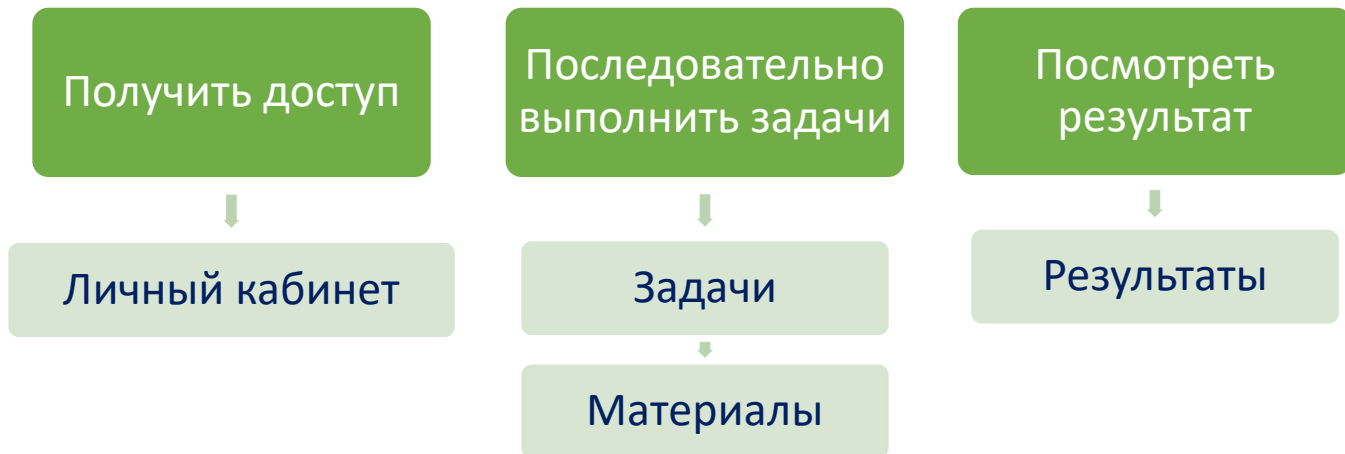 Получить доступ
Личный кабинет
Последовательно
выполнить задачи
Задачи
Материалы
Посмотреть
результат
Результаты